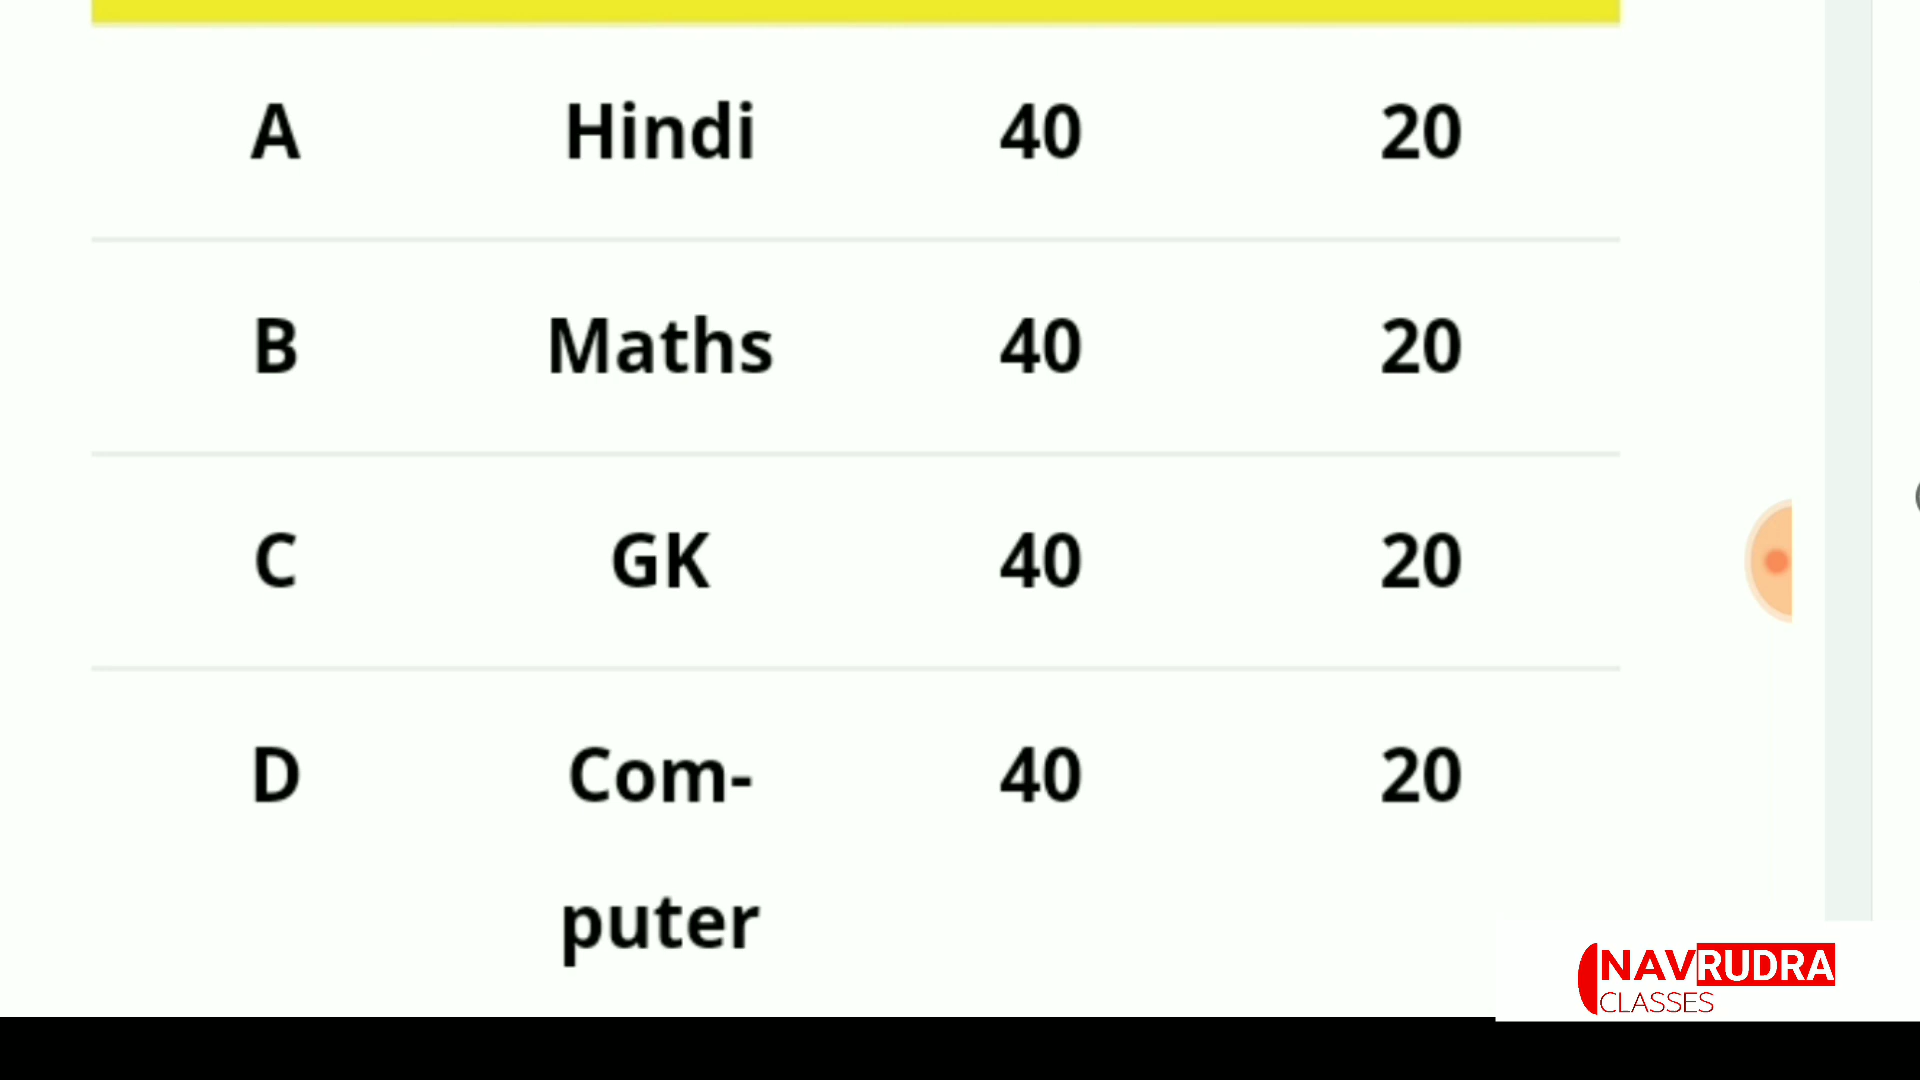 A Hindi 40 20
B Maths 40 20
C GK 40 20
D Com- 40 20
puter
NAVRUDRA
CLASSES